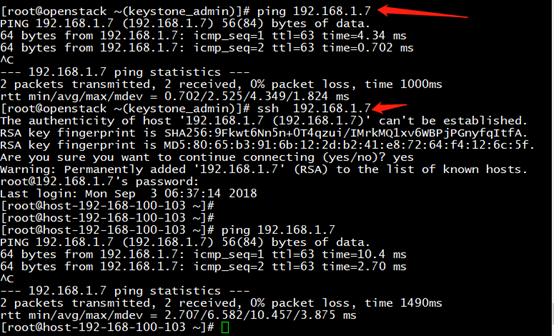 [root@openstack ~(keystone_admin)]# ping 192.168.1.7
PING 192.168.1.7 (192.168.1.7) 56(84) bytes of data.
64 bytes from 192.168.1.7: icmp_seq=1 ttl=63 time=4.34 ms
64 bytes from 192.168.1.7: icmp_seq=2 ttl=63 time=0.702 ms
^C
--- 192.168.1.7 ping statistics ---
2 packets transmitted, 2 received, 0% packet loss, time 1000ms
rtt min/avg/max/mdev = 0.702/2.525/4.349/1.824 ms
[root@openstack ~(keystone_admin)]# ssh  192.168.1.7
The authenticity of host '192.168.1.7 (192.168.1.7)' can't be established.
RSA key fingerprint is SHA256:9Fkwt6Nn5n+0T4qzui/IMrkMQ1xv6WBPjPGnyfqItfA.
RSA key fingerprint is MD5:80:65:b3:91:6b:12:2d:b2:41:e8:72:64:f4:12:6c:5f.
Are you sure you want to continue connecting (yes/no)? yes
Warning: Permanently added '192.168.1.7' (RSA) to the list of known hosts.
root@192.168.1.7's password:
Last login: Mon Sep  3 06:37:14 2018
[root@host-192-168-100-103 ~]#
[root@host-192-168-100-103 ~]#
[root@host-192-168-100-103 ~]# ping 192.168.1.7
PING 192.168.1.7 (192.168.1.7) 56(84) bytes of data.
64 bytes from 192.168.1.7: icmp_seq=1 ttl=63 time=10.4 ms
64 bytes from 192.168.1.7: icmp_seq=2 ttl=63 time=2.70 ms
^C
--- 192.168.1.7 ping statistics ---
2 packets transmitted, 2 received, 0% packet loss, time 1490ms
rtt min/avg/max/mdev = 2.707/6.582/10.457/3.875 ms
[root@host-192-168-100-103 ~]#